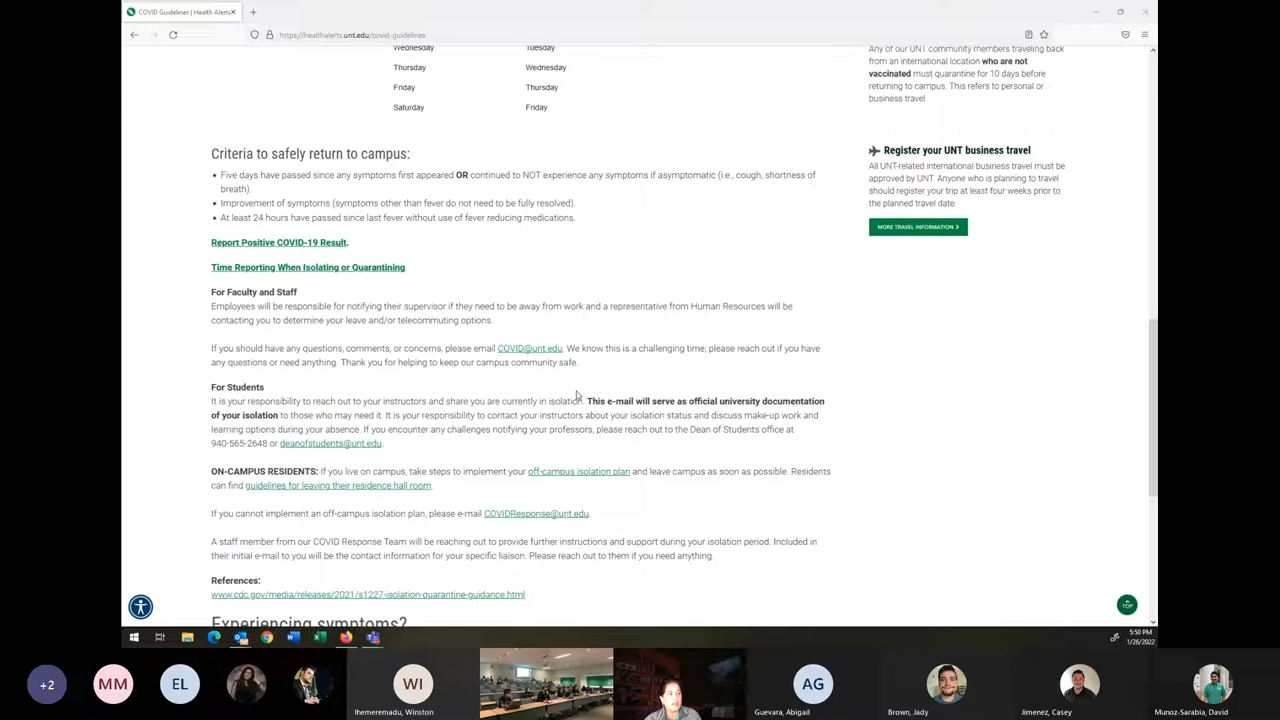 COVID Guidelines | Health Alerts
https://healthalerts.unt.edu/covid-guidelines
Wednesday Tuesday
Thursday Wednesday
Friday Thursday
Saturday Friday
Any of our UNT community members traveling back
from an international location who are not
vaccinated must quarantine for 10 days before
returning to campus. This refers to personal or
business travel.
Register your UNT business travel
All UNT-related international business travel must be
approved by UNT. Anyone who is planning to
travel should register your trip at least four weeks prior to
the planned travel date.
MORE TRAVEL INFORMATION >
Criteria to safely return to campus:
• Five days have passed since any symptoms first appeared OR continued to NOT experience any symptoms if asymptomatic (i.e., cough, shortness of
breath).
• Improvement of symptoms (symptoms other than fever do not need to be fully resolved).
• At least 24 hours have passed since last fever without use of fever reducing medications.
Report Positive COVID-19 Result.
Time Reporting When Isolating or Quarantining
For Faculty and Staff
Employees will be responsible for notifying their supervisor if they need to be away from work and a representative from Human Resources will be
contacting you to determine your leave and/or telecommuting options.
If you should have any questions, comments, or concerns, please email COVID@unt.edu. We know this is a challenging time; please reach out if you have
any questions or need anything. Thank you for helping to keep our campus community safe.
For Students
It is your responsibility to reach out to your instructors and share you are currently in isolation. This e-mail will serve as official university documentation
of your isolation to those who may need it. It is your responsibility to contact your instructors about your isolation status and discuss make-up work and
learning options during your absence. If you encounter any challenges notifying your professors, please reach out to the Dean of Students office at
940-565-2648 or deanofstudents@unt.edu.
ON-CAMPUS RESIDENTS: If you live on campus, take steps to implement your off-campus isolation plan and leave campus as soon as possible. Residents
can find guidelines for leaving their residence hall room.
If you cannot implement an off-campus isolation plan, please e-mail COVIDResponse@unt.edu.
A staff member from our COVID Response Team will be reaching out to provide further instructions and support during your isolation period. Included in
their initial e-mail to you will be the contact information for your specific liaison. Please reach out to them if you need anything.
References:
www.cdc.gov/media/releases/2021/s1227-isolation-quarantine-guidance.html
Experiencing symptoms?
TOP
5:50 PM
1/26/2022
+2 MM EL WI AG
Ihemeremadu, Winston
Guevara, Abigail
Brown, Jady
Jimenez, Casey
Munoz-Sarabia, David